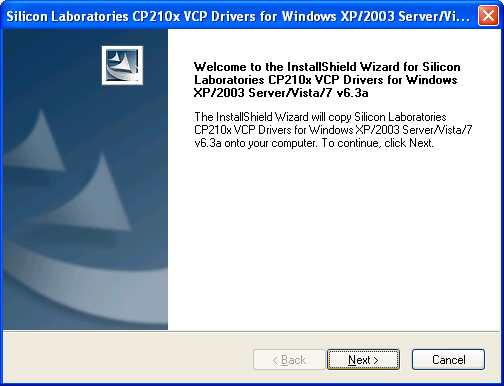 Silicon Laboratories CP210x VCP Drivers for Windows XP/2003 Server/Vi...
Welcome to the InstallShield Wizard for Silicon
Laboratories CP210x VCP Drivers for Windows
XP/2003 Server/Vista/7 v6.3a
The InstallShield Wizard will copy Silicon Laboratories
CP210x VCP Drivers for Windows XP/2003 Server/Vista/7
v6.3a onto your computer. To continue, click Next.
< Back
Next >
Cancel